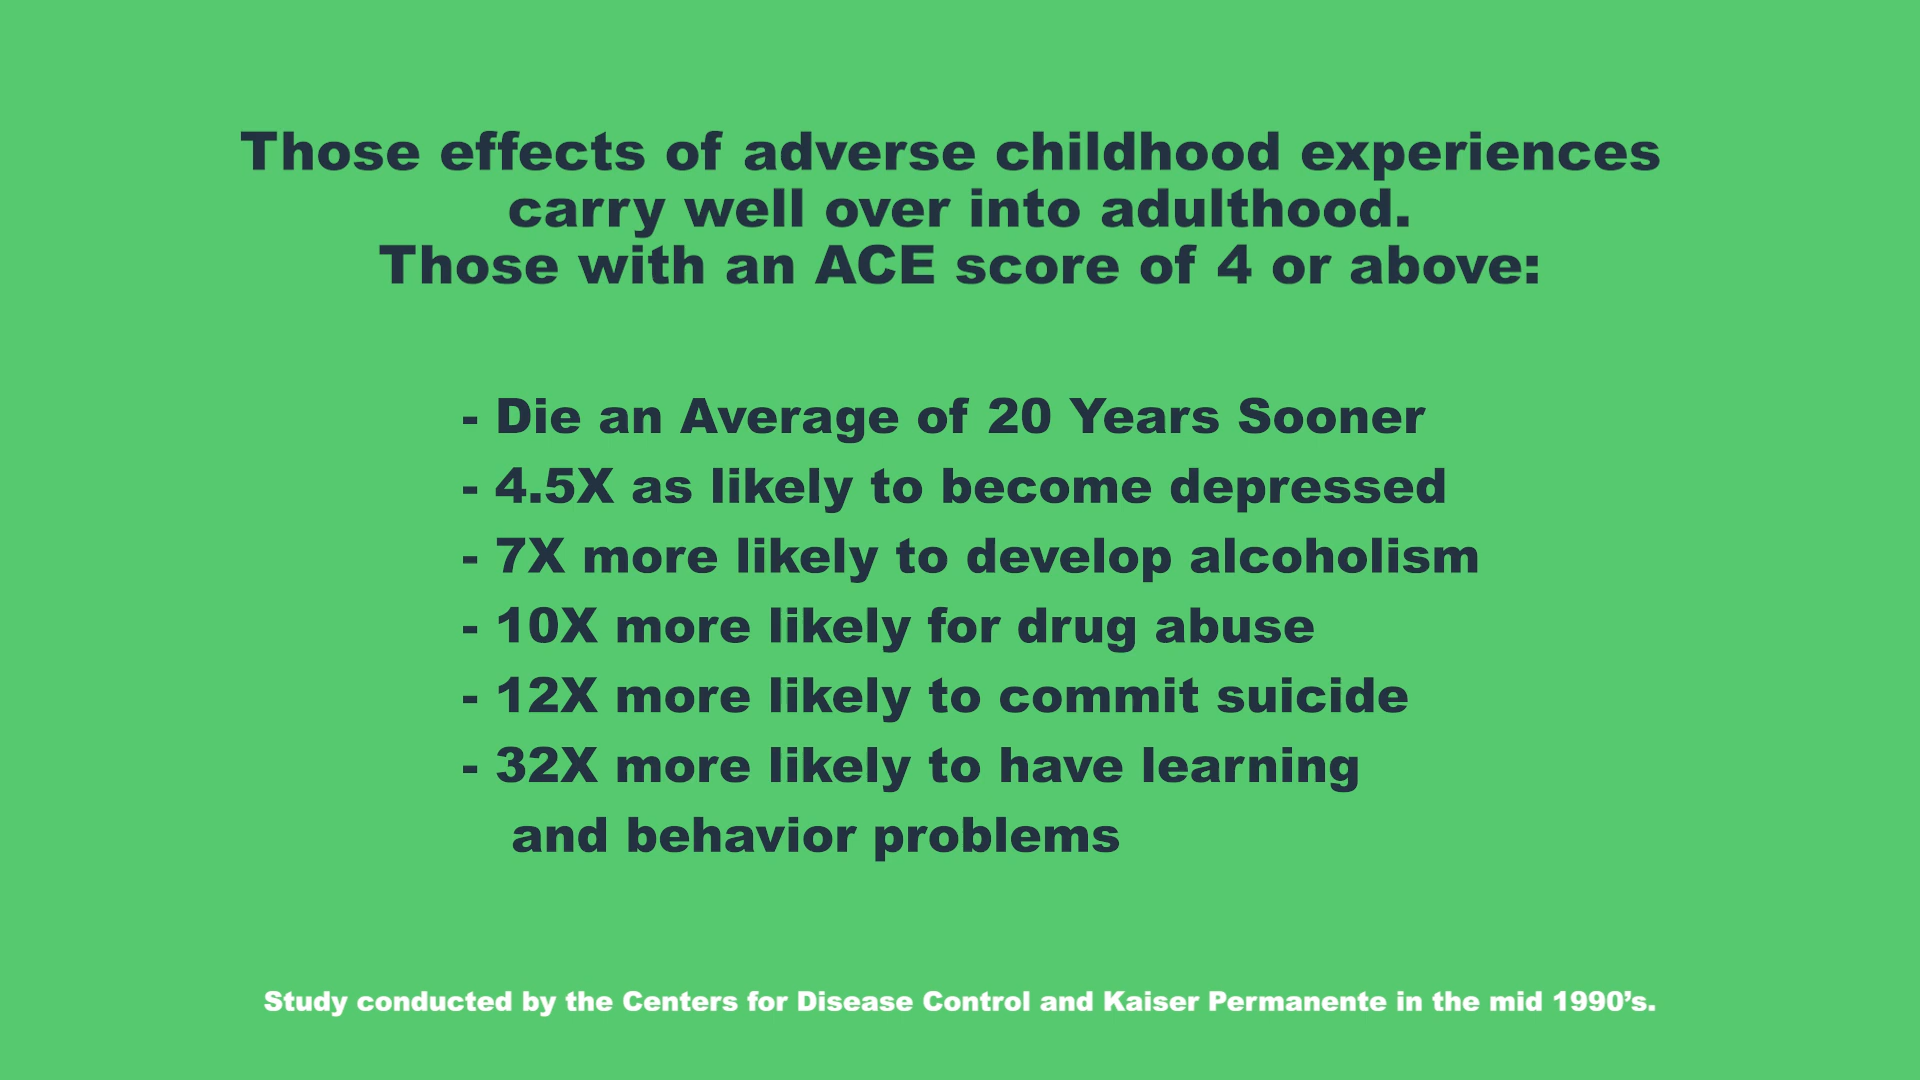 Those effects of adverse childhood experiences
carry well over into adulthood.
Those with an ACE score of 4 or above:
- Die an Average of 20 Years Sooner
- 4.5X as likely to become depressed
- 7X more likely to develop alcoholism
- 10X more likely for drug abuse
- 12X more likely to commit suicide
- 32X more likely to have learning
and behavior problems
Study conducted by the Centers for Disease Control and Kaiser Permanente in the mid 1990’s.